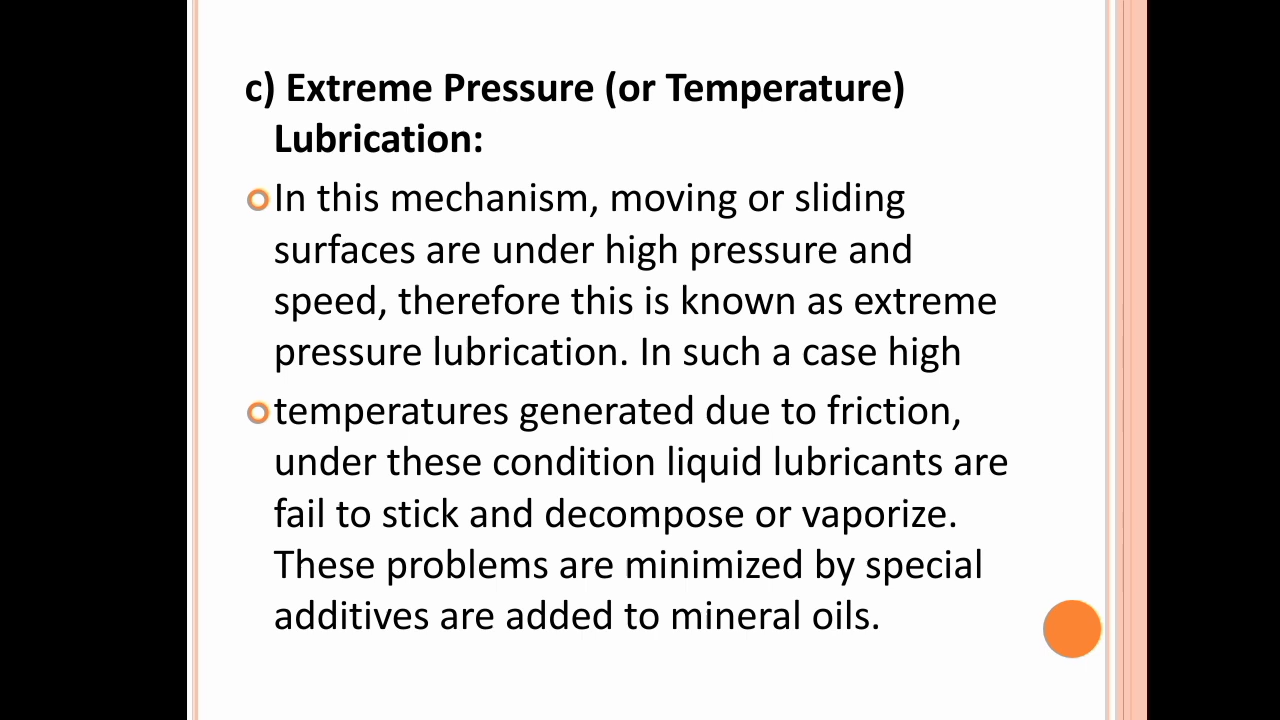 c) Extreme Pressure (or Temperature)
Lubrication:
In this mechanism, moving or sliding
surfaces are under high pressure and
speed, therefore this is known as extreme
pressure lubrication. In such a case high
temperatures generated due to friction,
under these condition liquid lubricants are
fail to stick and decompose or vaporize.
These problems are minimized by special
additives are added to mineral oils.